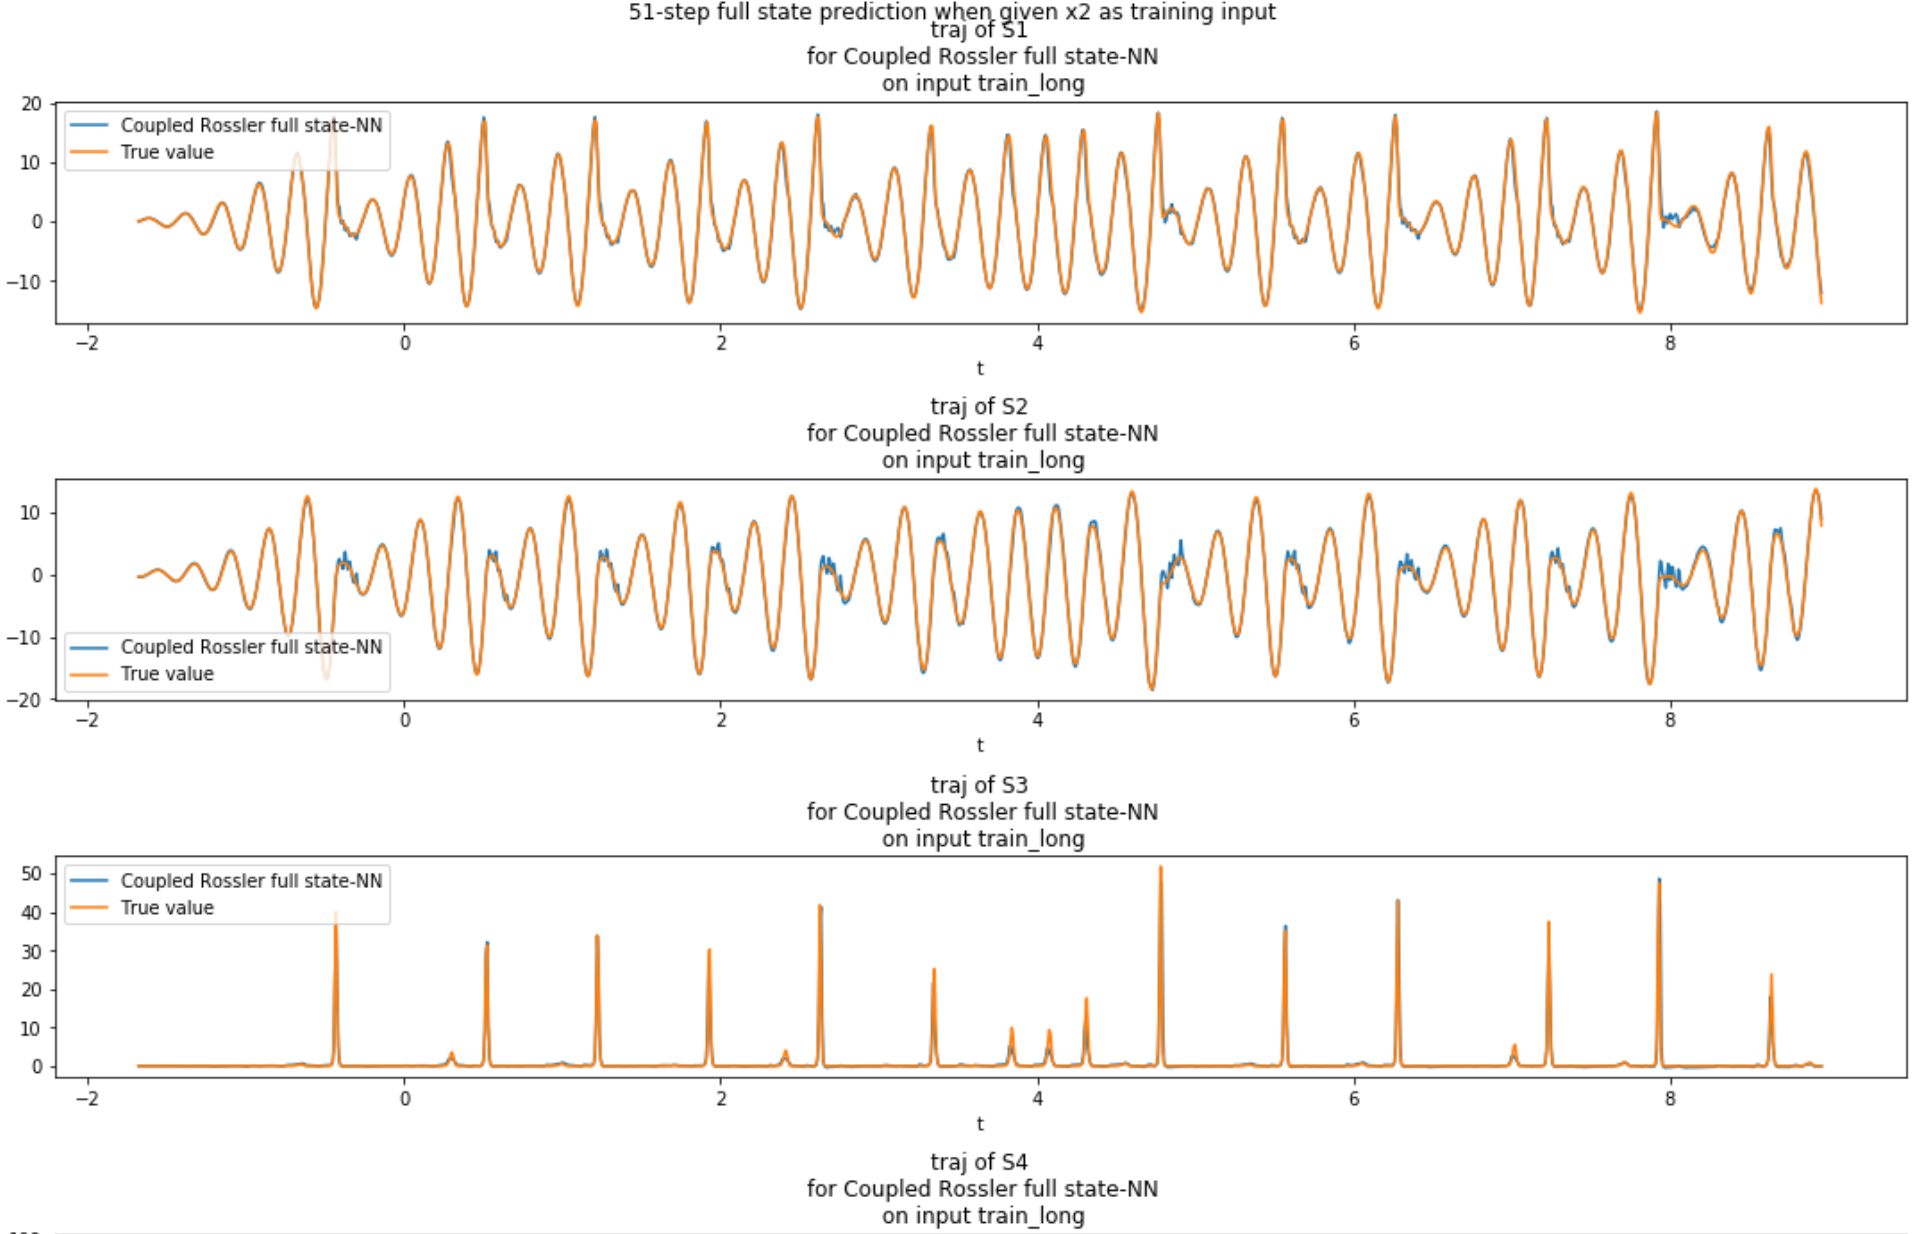 51-step full state prediction when given x2 as training input
traj of S1
for Coupled Rossler full state-NN
on input train_long
Coupled Rossler full state-NN
True value
20
10
0
−10
−2 0 2 4 6 8
t
traj of S2
for Coupled Rossler full state-NN
on input train_long
10
0
−10
−20
Coupled Rossler full state-NN
True value
−2 0 2 4 6 8
t
traj of S3
for Coupled Rossler full state-NN
on input train_long
Coupled Rossler full state-NN
True value
50
40
30
20
10
0
−2 0 2 4 6 8
t
traj of S4
for Coupled Rossler full state-NN
on input train_long